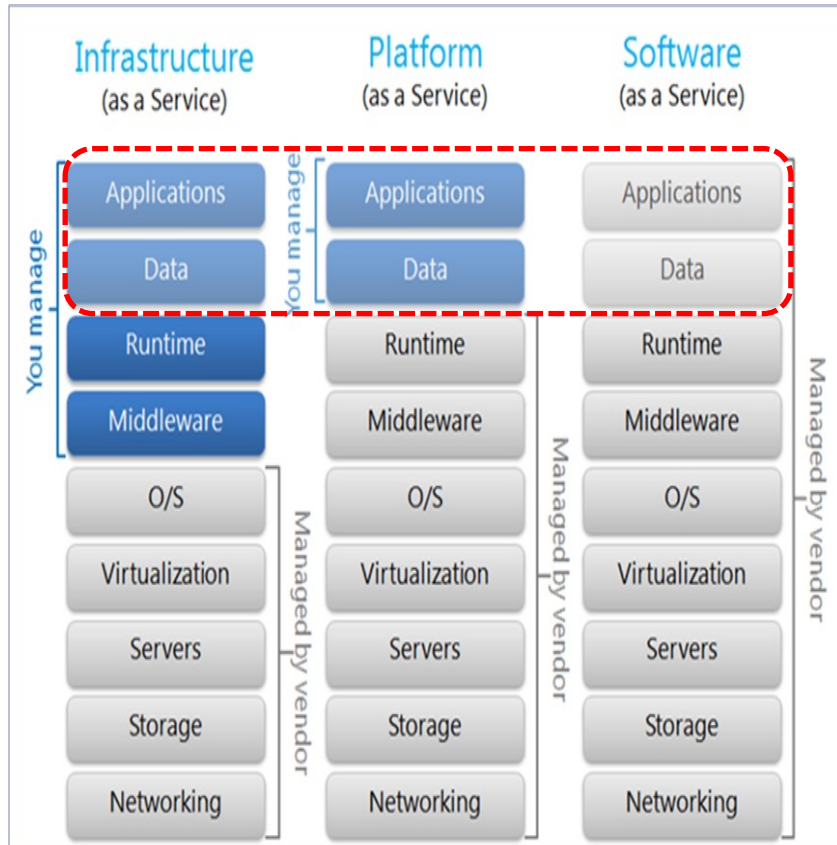 Infrastructure
(as a Service)
Platform
(as a Service)
Software
(as a Service)
You manage
Applications
Data
Runtime
Middleware
O/S
Virtualization
Servers
Storage
Networking
Managed by vendor
You manage
Applications
Data
Runtime
Middleware
O/S
Virtualization
Servers
Storage
Networking
Managed by vendor
Applications
Data
Runtime
Middleware
O/S
Virtualization
Servers
Storage
Networking
Managed by vendor